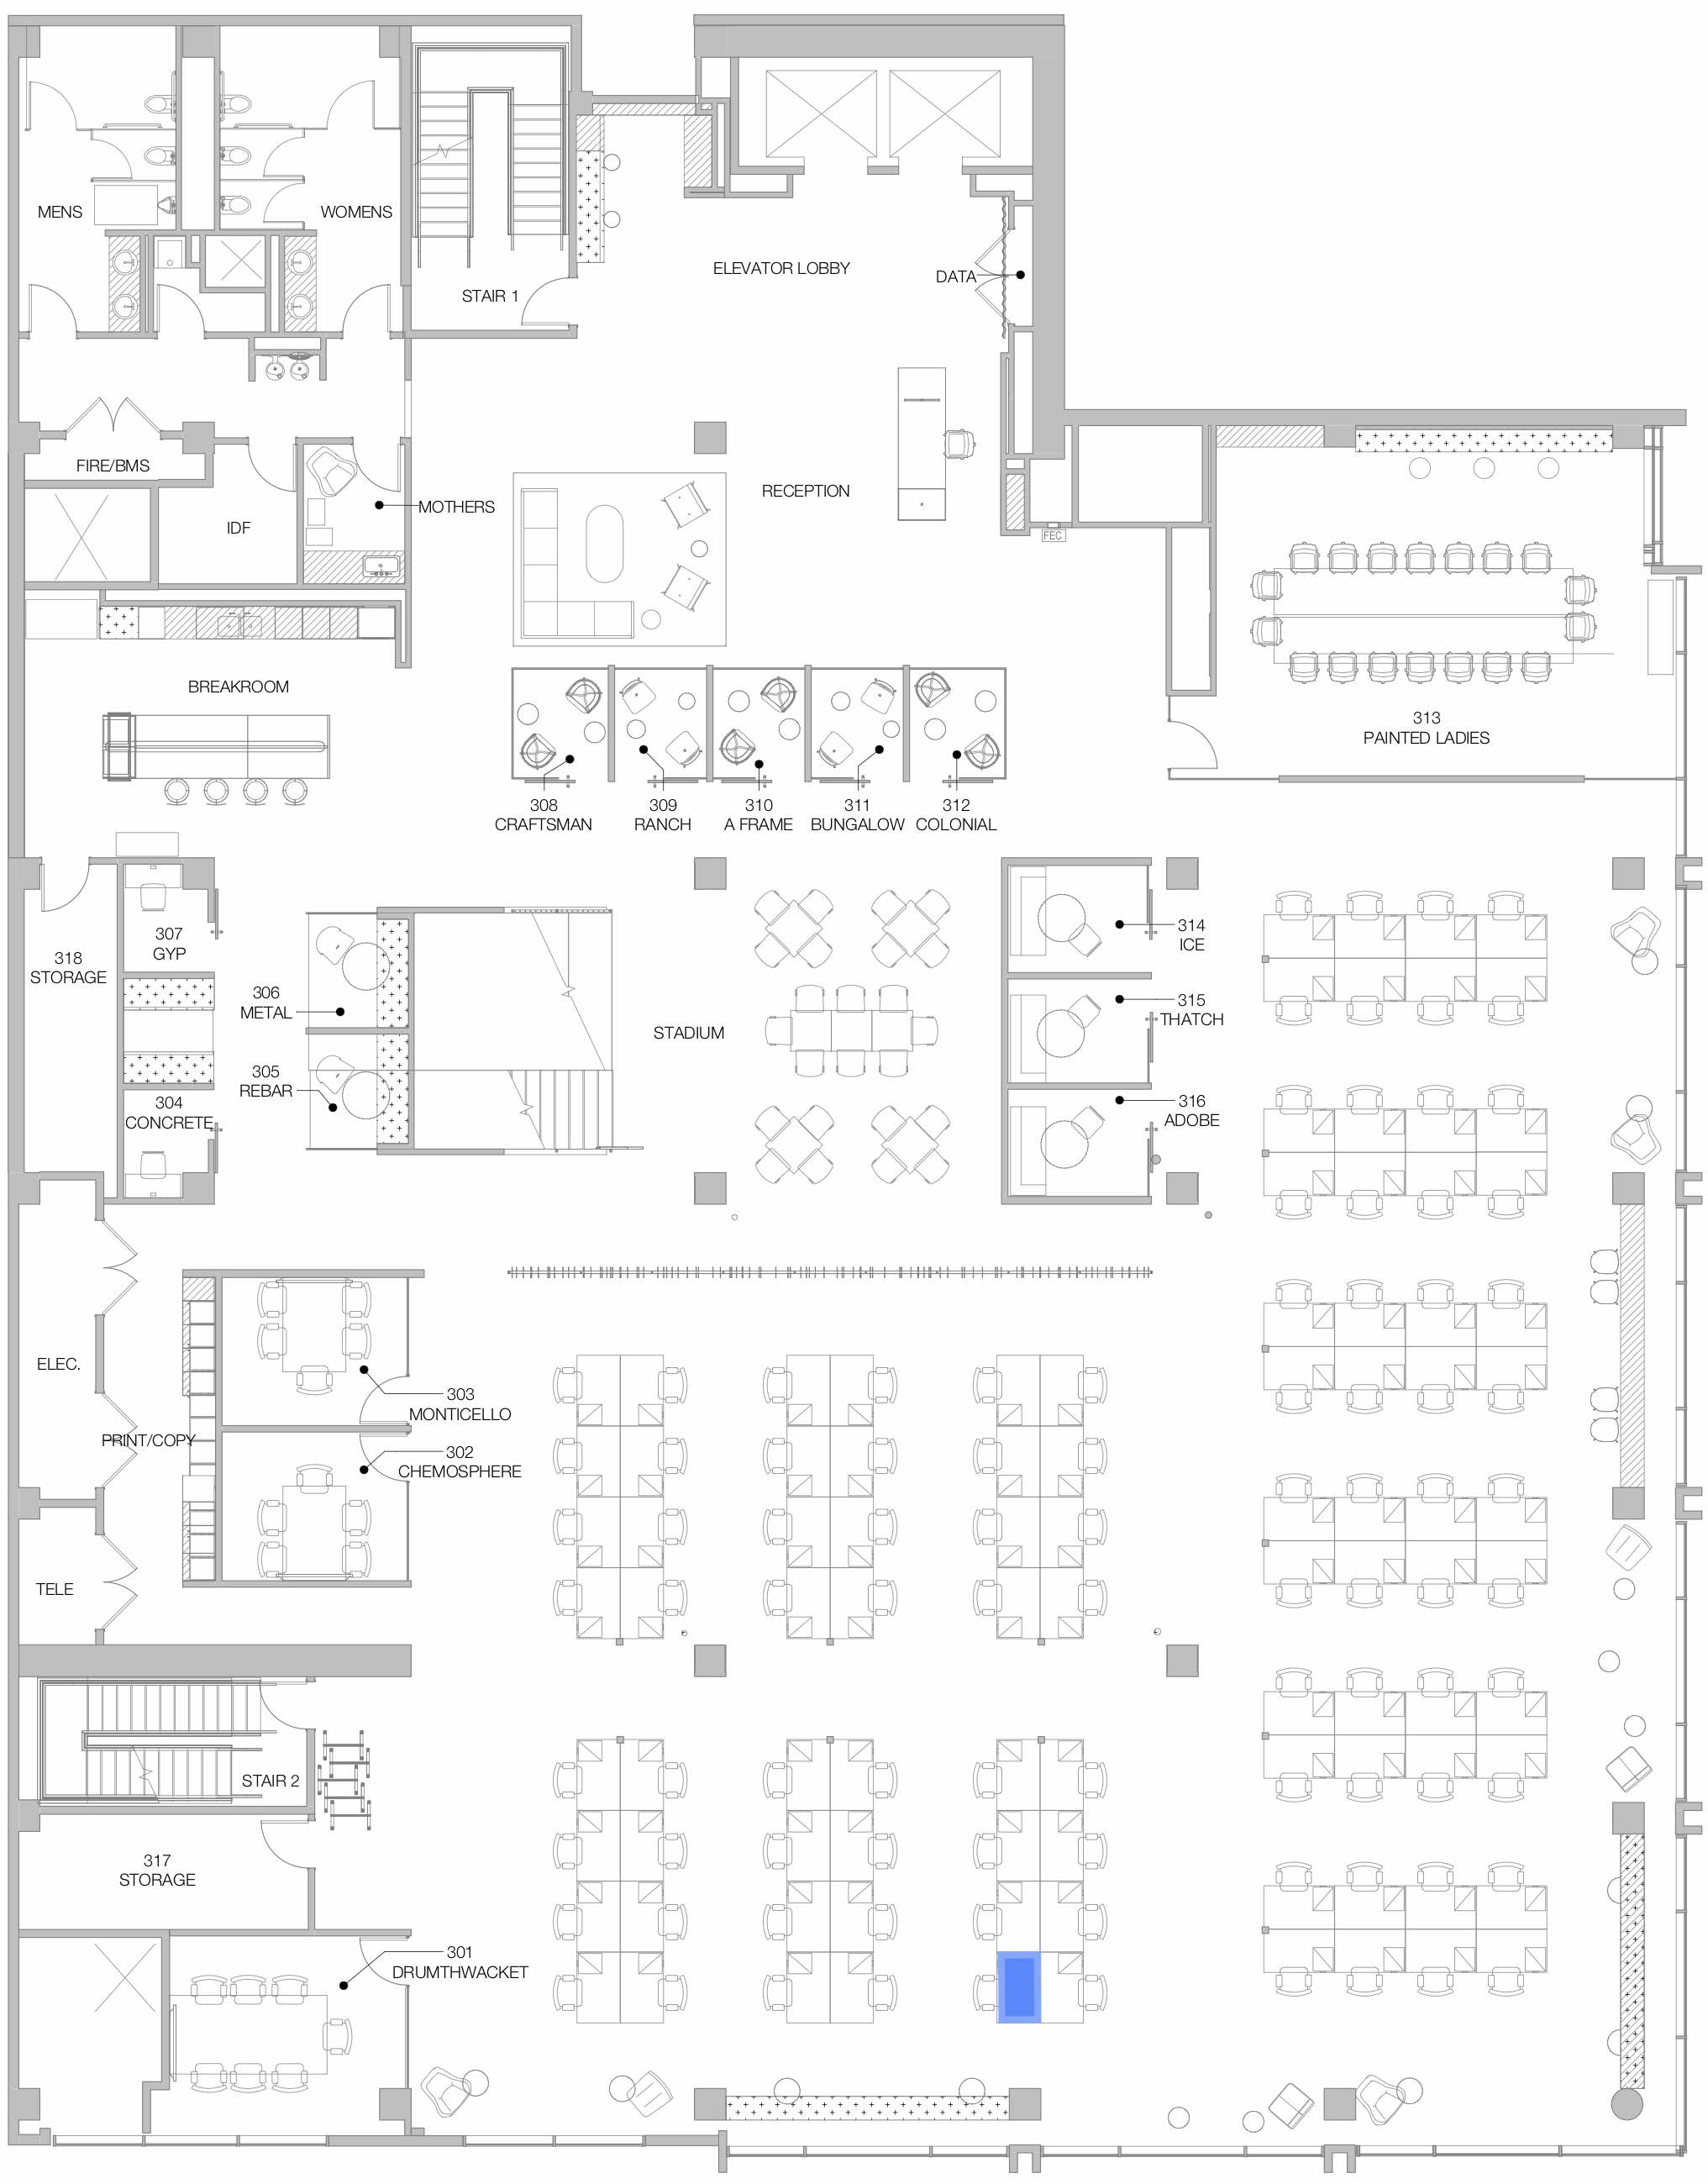 MENS
WOMENS
STAIR 1
ELEVATOR LOBBY
DATA
FIRE/BMS
IDF
MOTHERS
RECEPTION
FEC
BREAKROOM
313
PAINTED LADIES
308
CRAFTSMAN
309
RANCH
310
A FRAME
311
BUNGALOW
312
COLONIAL
307
GYP
318
STORAGE
306
METAL
305
REBAR
304
CONCRETE
STADIUM
314
ICE
315
THATCH
316
ADOBE
ELEC.
303
MONTICELLO
PRINT/COPY
302
CHEMOSPHERE
TELE
STAIR 2
317
STORAGE
301
DRUMTHWACKET